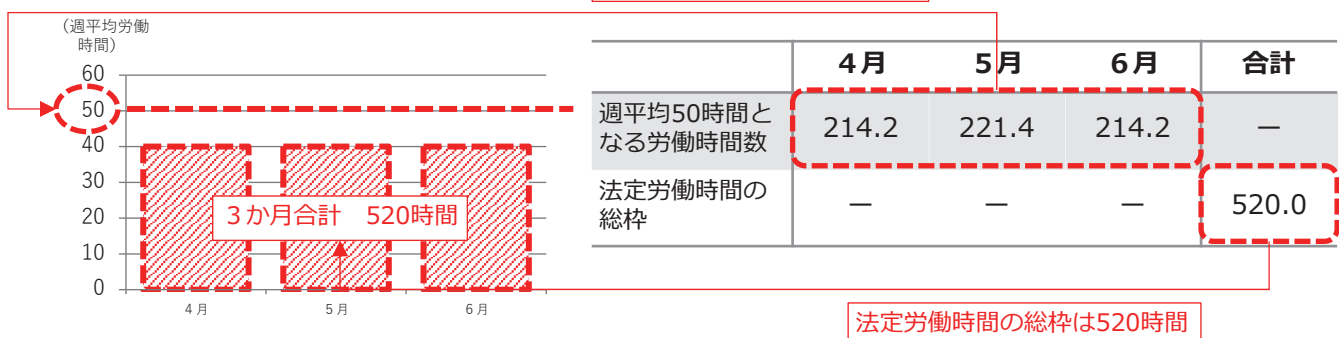 （週平均労働
時間）
60
50
40
30
20
10
0
３か月合計　520時間
４月
５月
６月
４月 ５月 ６月 合計
週平均50時間と
なる労働時間数
214.2 221.4 214.2 ー
法定労働時間の
総枠
ー ー ー 520.0
法定労働時間の総枠は520時間